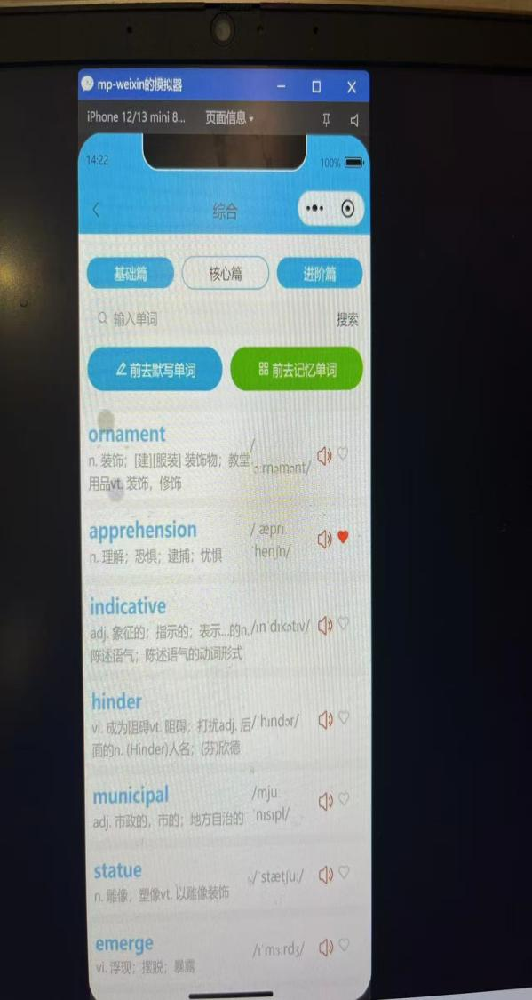 mp-weixin的模拟器
iPhone 12/13 mini 8... 页面信息
14:22 100%
综合
基础篇 核心篇 进阶篇
输入单词 搜索
前去默写单词 前去记忆单词
ornament
n. 装饰；[建][服装] 装饰物；教堂
用品vt. 装饰，修饰
/ˈɔːrnəmənt/
apprehension
n. 理解；恐惧；逮捕；忧惧
/ˌæprɪ
ˈhenʃn/
indicative
adj. 象征的；指示的；表示...的n.
陈述语气；陈述语气的动词形式
/ɪnˈdɪkətɪv/
hinder
vi. 成为阻碍vt. 阻碍；打扰adj. 后
面的n. (Hinder)人名；(芬)欣德
/ˈhɪndər/
municipal
adj. 市政的，市的；地方自治的
/mjuː
ˈnɪsɪpl/
statue
n. 雕像，塑像vt. 以雕像装饰
/ˈstætʃuː/
emerge
vi. 浮现；摆脱；暴露
/ɪˈmɜːrdʒ/